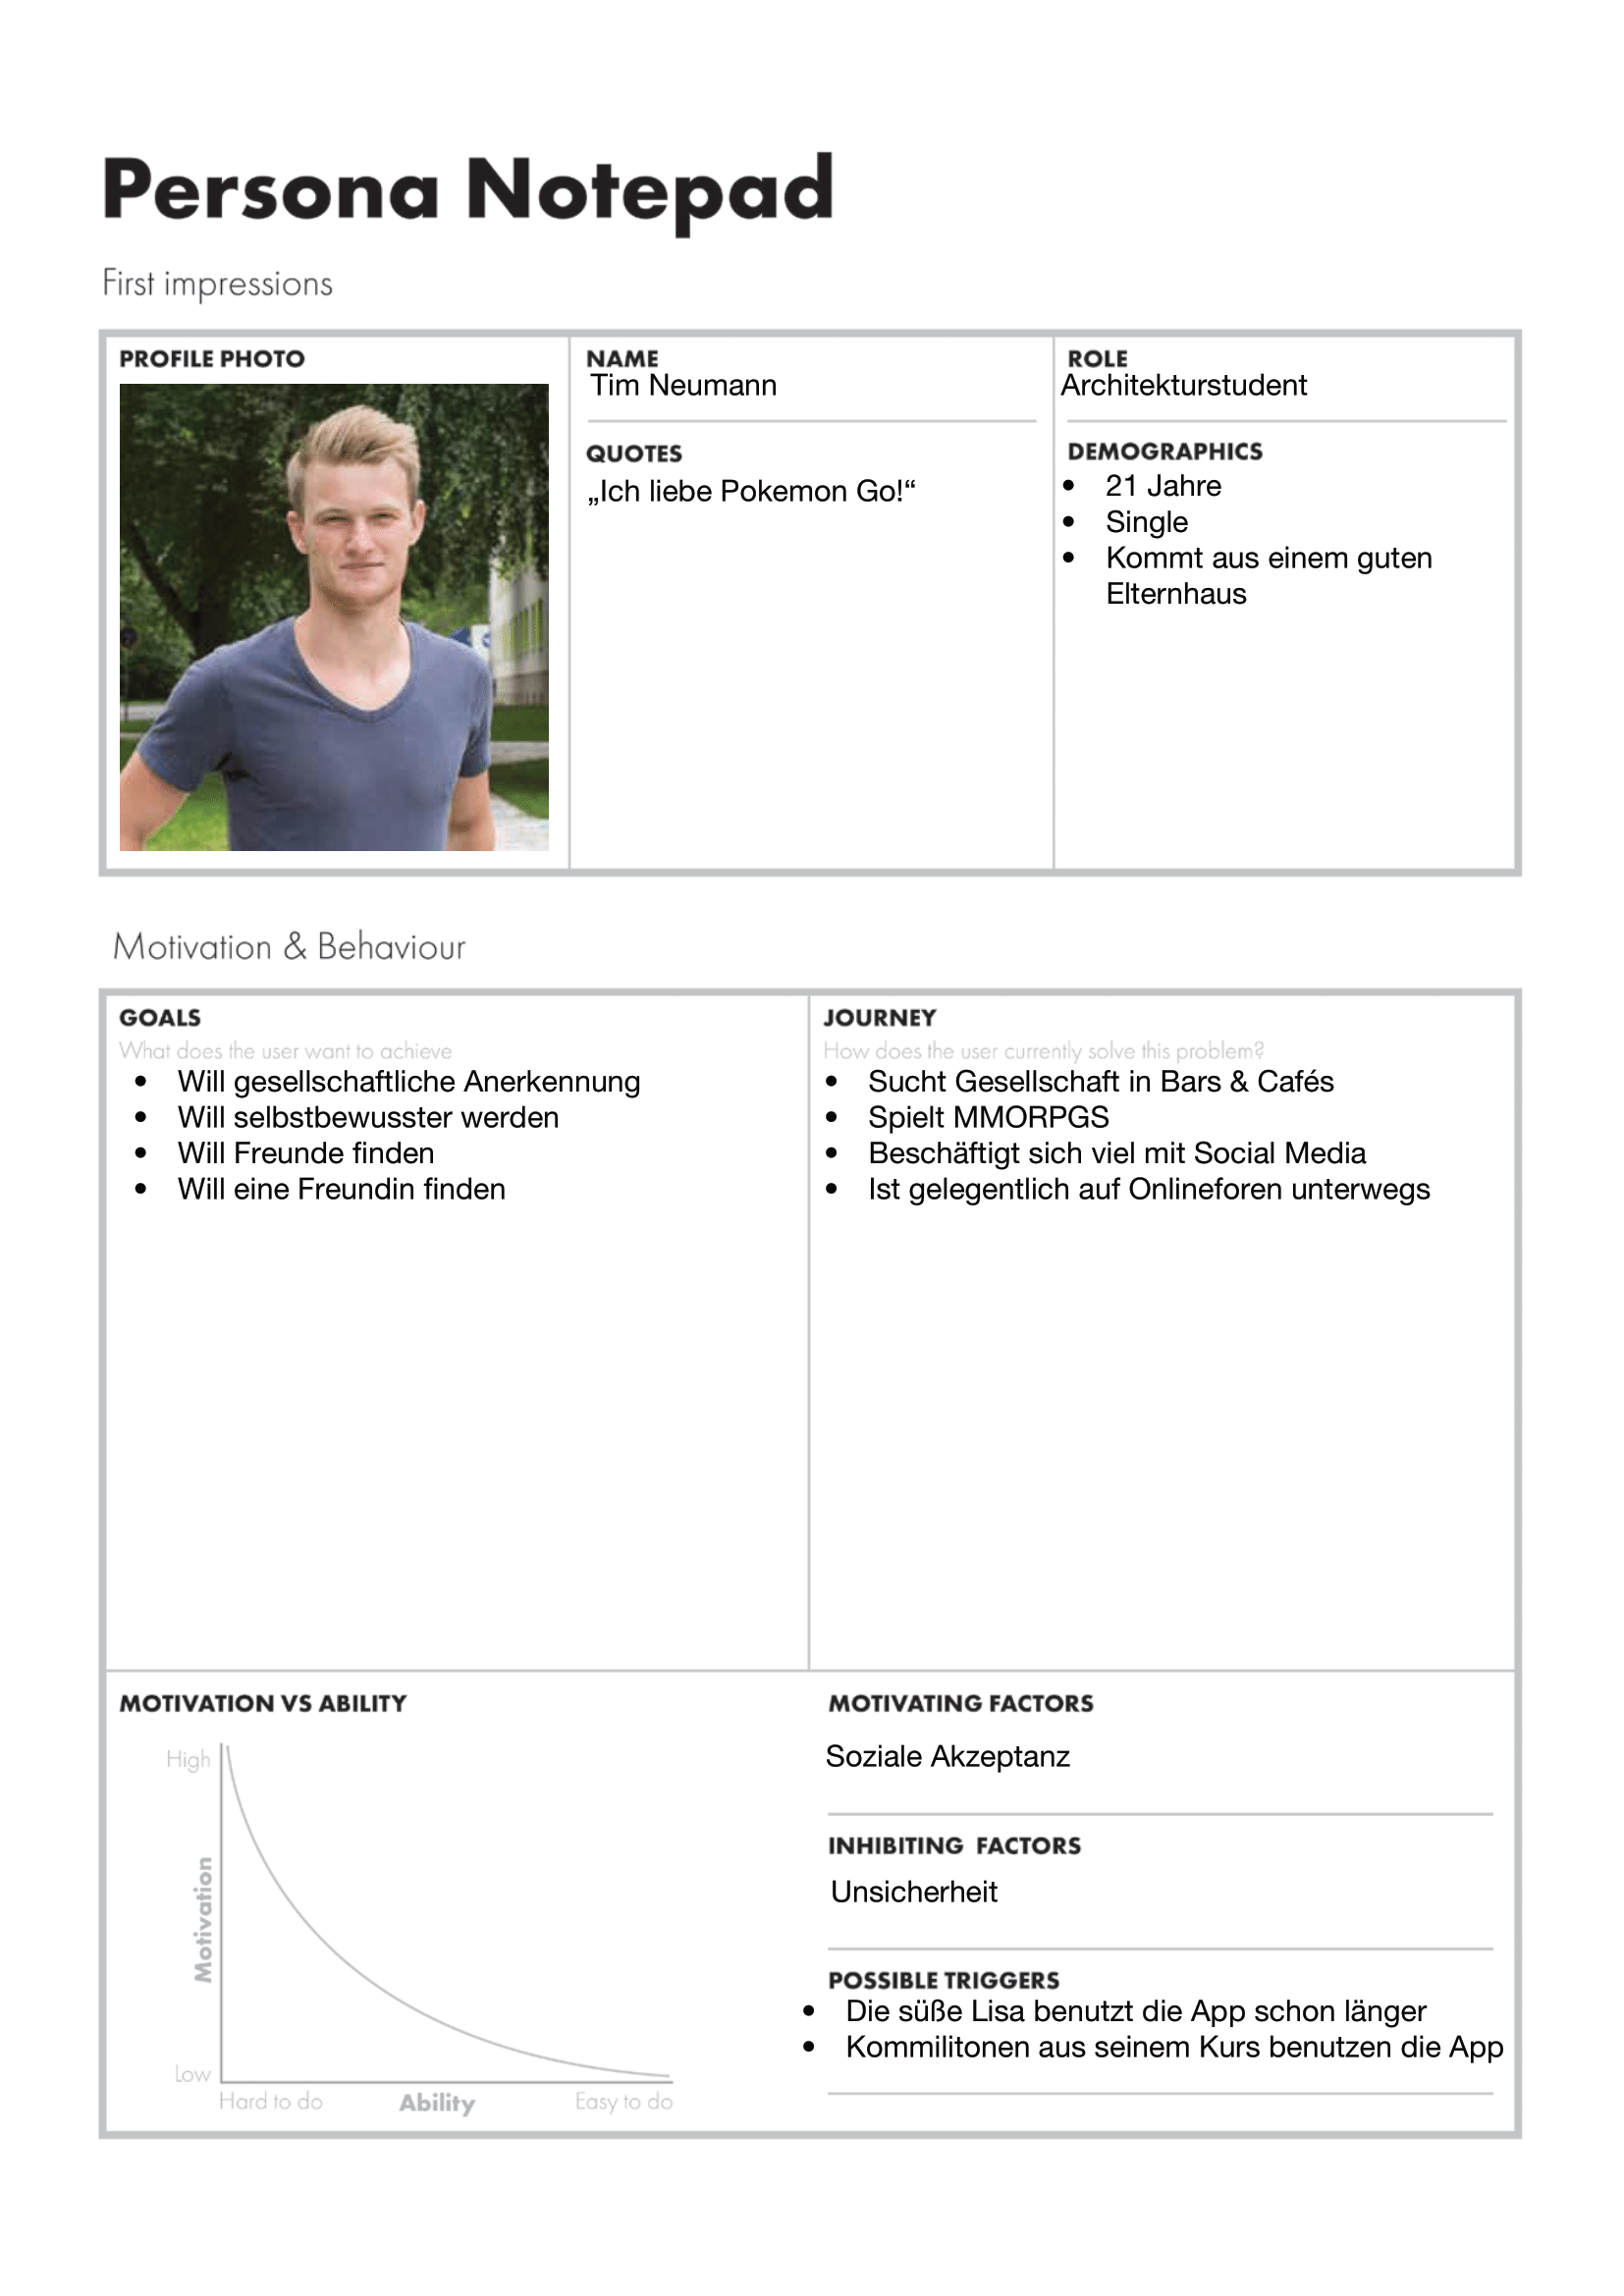 Persona Notepad
First impressions
PROFILE PHOTO
NAME
Tim Neumann
QUOTES
„Ich liebe Pokemon Go!“
ROLE
Architekturstudent
DEMOGRAPHICS
• 21 Jahre
• Single
• Kommt aus einem guten
Elternhaus
Motivation & Behaviour
GOALS
What does the user want to achieve
• Will gesellschaftliche Anerkennung
• Will selbstbewusster werden
• Will Freunde finden
• Will eine Freundin finden
JOURNEY
How does the user currently solve this problem?
• Sucht Gesellschaft in Bars & Cafés
• Spielt MMORPGS
• Beschäftigt sich viel mit Social Media
• Ist gelegentlich auf Onlineforen unterwegs
MOTIVATION VS ABILITY
High
Motivation
Low
Hard to do
Ability
Easy to do
MOTIVATING FACTORS
Soziale Akzeptanz
INHIBITING FACTORS
Unsicherheit
POSSIBLE TRIGGERS
• Die süße Lisa benutzt die App schon länger
• Kommilitonen aus seinem Kurs benutzen die App